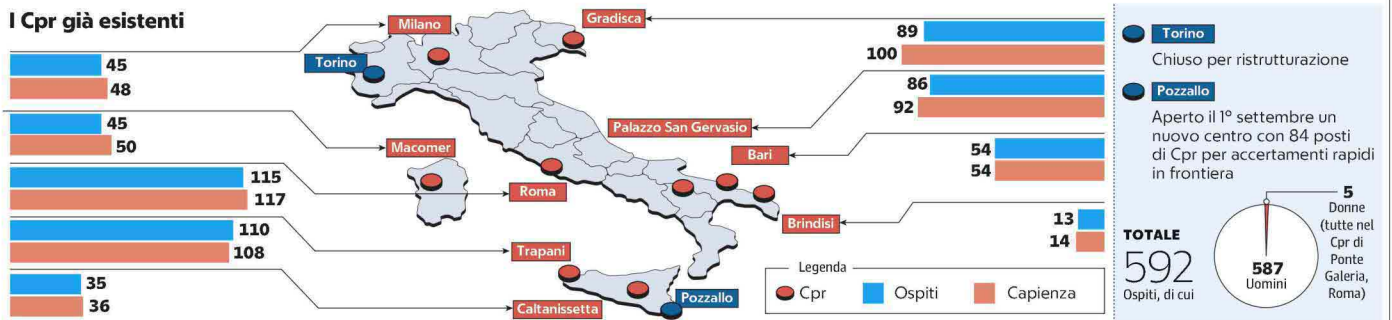 I Cpr già esistenti
Milano
45
48
Torino
Macomer
45
50
Roma
115
117
Trapani
110
108
Caltanissetta
35
36
Pozzallo
Gradisca
89
100
Palazzo San Gervasio
86
92
Bari
54
54
Brindisi
13
14
Legenda
Cpr
Ospiti
Capienza
Torino
Chiuso per ristrutturazione
Pozzallo
Aperto il 1º settembre un
nuovo centro con 84 posti
di Cpr per accertamenti rapidi
in frontiera
TOTALE
592
Ospiti, di cui
587
Uomini
5
Donne
(tutte nel
Cpr di
Ponte
Galeria,
Roma)